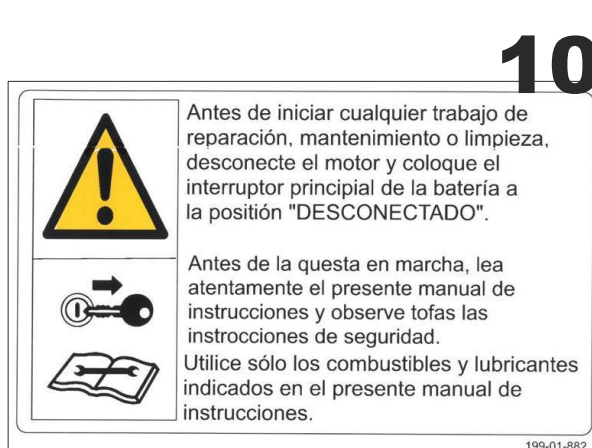 10
Antes de iniciar cualquier trabajo de
reparación, mantenimiento o limpieza,
desconecte el motor y coloque el
interruptor principial de la batería a
la positión "DESCONECTADO".
Antes de la questa en marcha, lea
atentamente el presente manual de
instrucciones y observe tofas las
instrocciones de seguridad.
Utilice sólo los combustibles y lubricantes
indicados en el presente manual de
instrucciones.
199-01-882